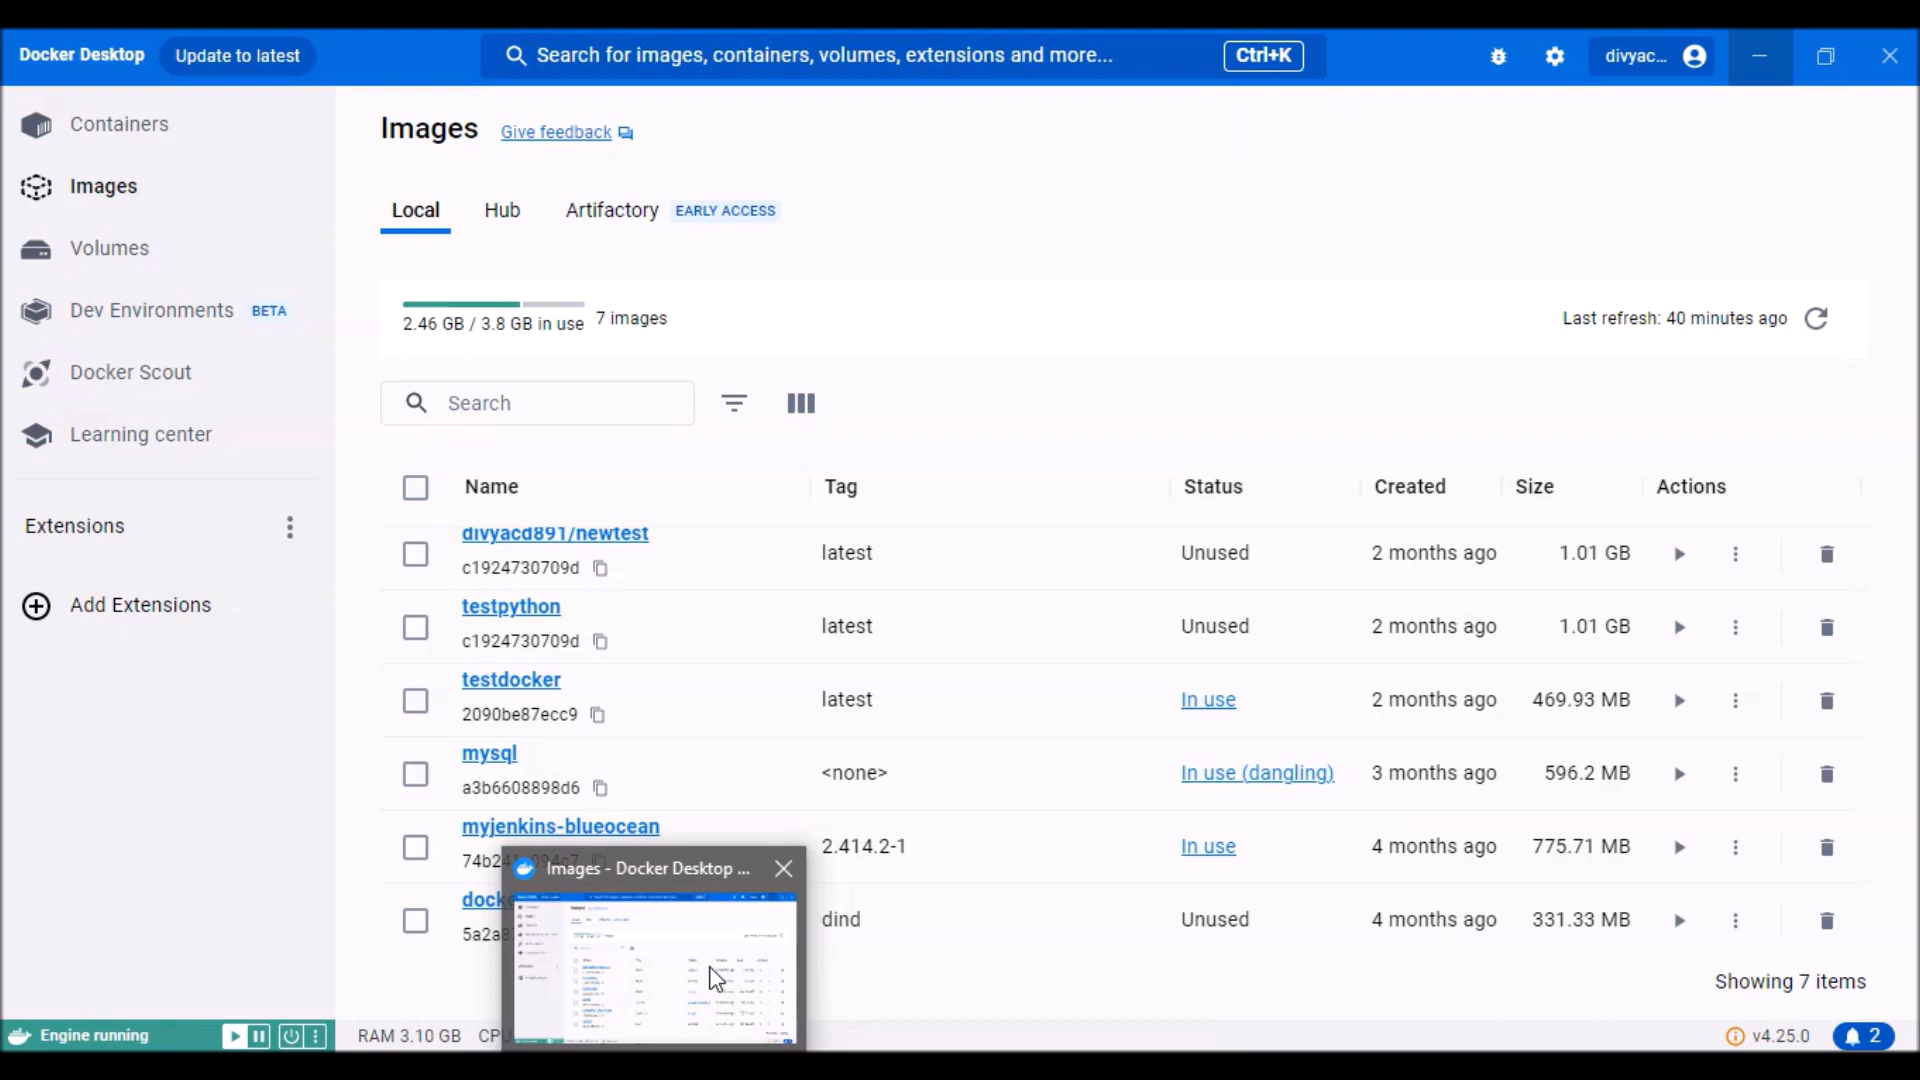 Docker Desktop Update to latest Search for images, containers, volumes, extensions and more... Ctrl+K divyac...
Containers
Images
Volumes
Dev Environments BETA
Docker Scout
Learning center
Extensions
Add Extensions
Images Give feedback
Local Hub Artifactory EARLY ACCESS
2.46 GB / 3.8 GB in use 7 images Last refresh: 40 minutes ago
Search
Name Tag Status Created Size Actions
divyacd891/newtest
c1924730709d latest Unused 2 months ago 1.01 GB
testpython
c1924730709d latest Unused 2 months ago 1.01 GB
testdocker
2090be87ecc9 latest In use 2 months ago 469.93 MB
mysql
a3b6608898d6 <none> In use (dangling) 3 months ago 596.2 MB
myjenkins-blueocean
2.414.2-1 In use 4 months ago 775.71 MB
dind Unused 4 months ago 331.33 MB
Images - Docker Desktop ...
Showing 7 items
Engine running RAM 3.10 GB CPU v4.25.0 2